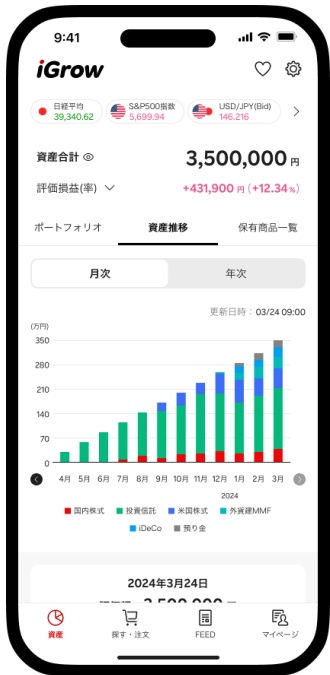 9:41
iGrow
日経平均 S&P500指数 USD/JPY(Bid)
39,340.62 5,699.94 146.216
資産合計 3,500,000 円
評価損益(率) +431,900 円 (+12.34%)
ポートフォリオ 資産推移 保有商品一覧
月次 年次
更新日時：03/24 09:00
(万円)
350
280
210
140
70
0
4月 5月 6月 7月 8月 9月 10月 11月 12月 1月 2月 3月
2024
国内株式 投資信託 米国株式 外貨建MMF
iDeCo 預り金
2024年3月24日
3,500,000
資産 探す・注文 FEED マイページ